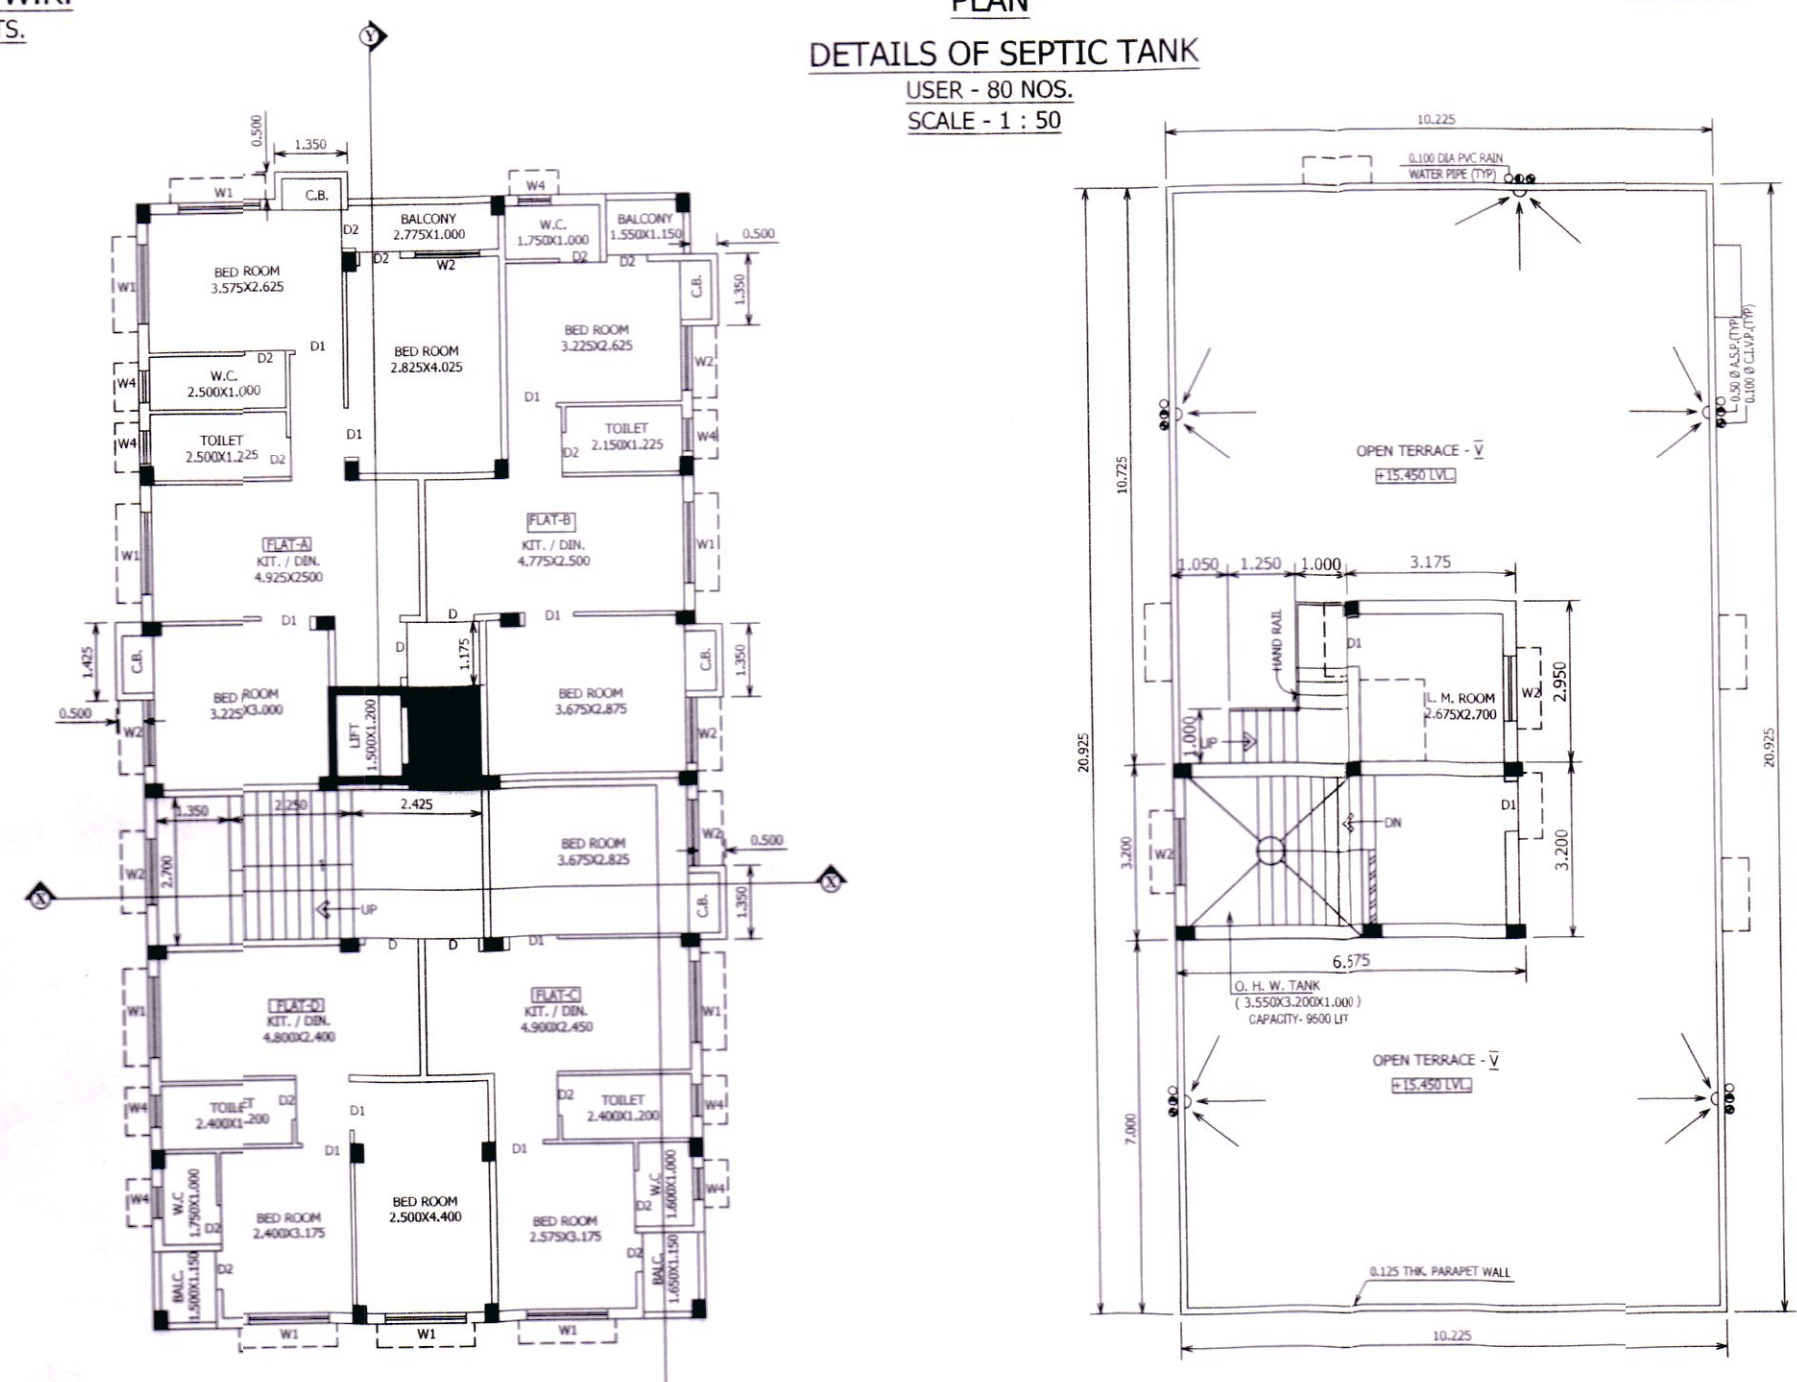 PLAN
DETAILS OF SEPTIC TANK
USER - 80 NOS.
SCALE - 1 : 50
TS.
Y
0.500
1.350
W1
C.B.
W4
D2
BALCONY
2.775X1.000
W.C.
1.750X1.000
BALCONY
1.550X1.150
0.500
D2
W2
D2
D2
W1
BED ROOM
3.575X2.625
C.B.
1.350
BED ROOM
3.225X2.625
D1
BED ROOM
2.825X4.025
D2
W2
W4
W.C.
2.500X1.000
D1
W4
TOILET
2.500X1.225
D2
D1
TOILET
2.150X1.225
D2
W4
FLAT-A
KIT. / DIN.
4.925X2500
FLAT-B
KIT. / DIN.
4.775X2.500
W1
W1
D1
D
D1
D
1.175
1.425
C.B.
C.B.
1.350
BED ROOM
3.225X3.000
BED ROOM
3.675X2.875
0.500
W2
LIFT
1.500X1.200
W2
1.350
2.250
2.425
2.700
W2
BED ROOM
3.675X2.825
W2
0.500
X
X
UP
C.B.
1.350
D
D
D1
FLAT-D
KIT. / DIN.
4.800X2.400
FLAT-C
KIT. / DIN.
4.900X2.450
W1
W1
W4
TOILET
2.400X1.200
D2
D1
D2
TOILET
2.400X1.200
W4
D1
D1
W4
W.C
1.750X1.000
D2
BED ROOM
2.400X3.175
BED ROOM
2.500X4.400
BED ROOM
2.575X3.175
W.C
1.600X1.000
D2
W4
BALC.
1.500X1.150
D2
D2
BALC.
1.650X1.150
W1
W1
W1
10.225
0.100 DIA PVC RAIN
WATER PIPE (TYP)
0.50 Ø A.S.P.(TYP)
0.100 Ø C.I.V.P.(TYP)
OPEN TERRACE - V
+15.450 LVL.
10.725
20.925
20.925
1.050
1.250
1.000
3.175
HAND RAIL
D1
L. M. ROOM
2.675X2.700
W2
2.950
1.000
UP
DN
D1
3.200
W2
3.200
6.575
O. H. W. TANK
( 3.550X3.200X1.000 )
CAPACITY- 9600 LIT
OPEN TERRACE - V
+15.450 LVL.
7.000
0.125 THK. PARAPET WALL
10.225